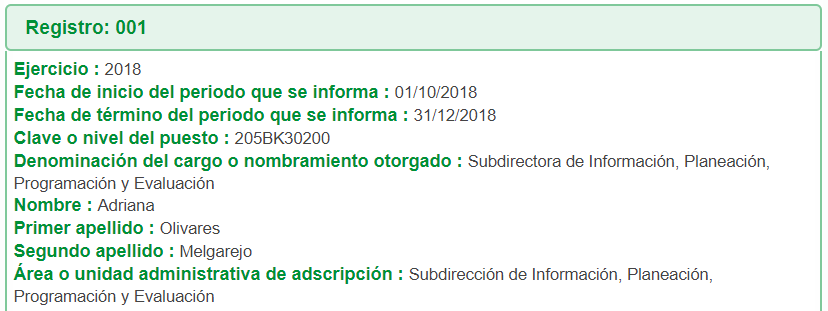 Registro: 001
Ejercicio : 2018
Fecha de inicio del periodo que se informa : 01/10/2018
Fecha de término del periodo que se informa : 31/12/2018
Clave o nivel del puesto : 205BK30200
Denominación del cargo o nombramiento otorgado : Subdirectora de Información, Planeación,
Programación y Evaluación
Nombre : Adriana
Primer apellido : Olivares
Segundo apellido : Melgarejo
Área o unidad administrativa de adscripción : Subdirección de Información, Planeación,
Programación y Evaluación